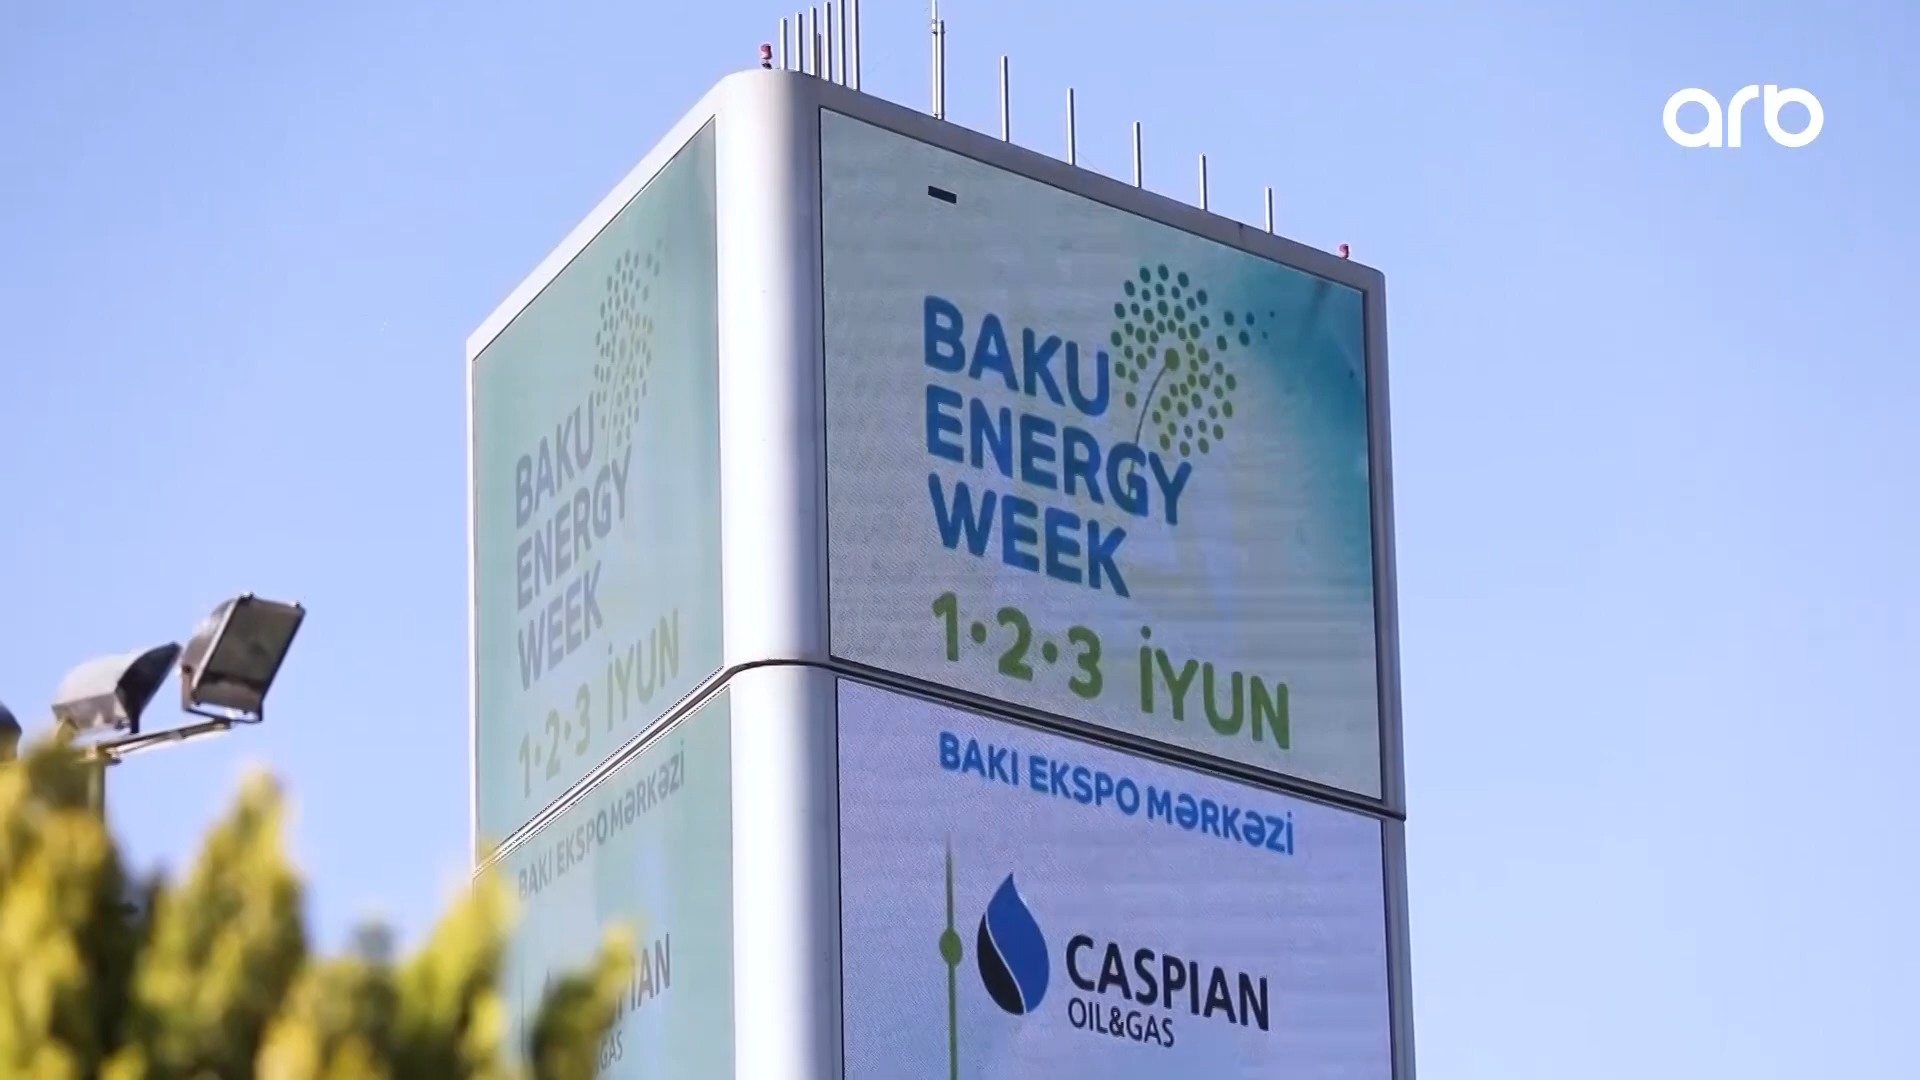 arb
BAKU
ENERGY
WEEK
1•2•3 İYUN
BAKI EKSPO MƏRKƏZİ
CASPIAN
OIL&GAS
BAKU
ENERGY
WEEK
1•2•3 İYUN
BAKI EKSPO MƏRKƏZİ